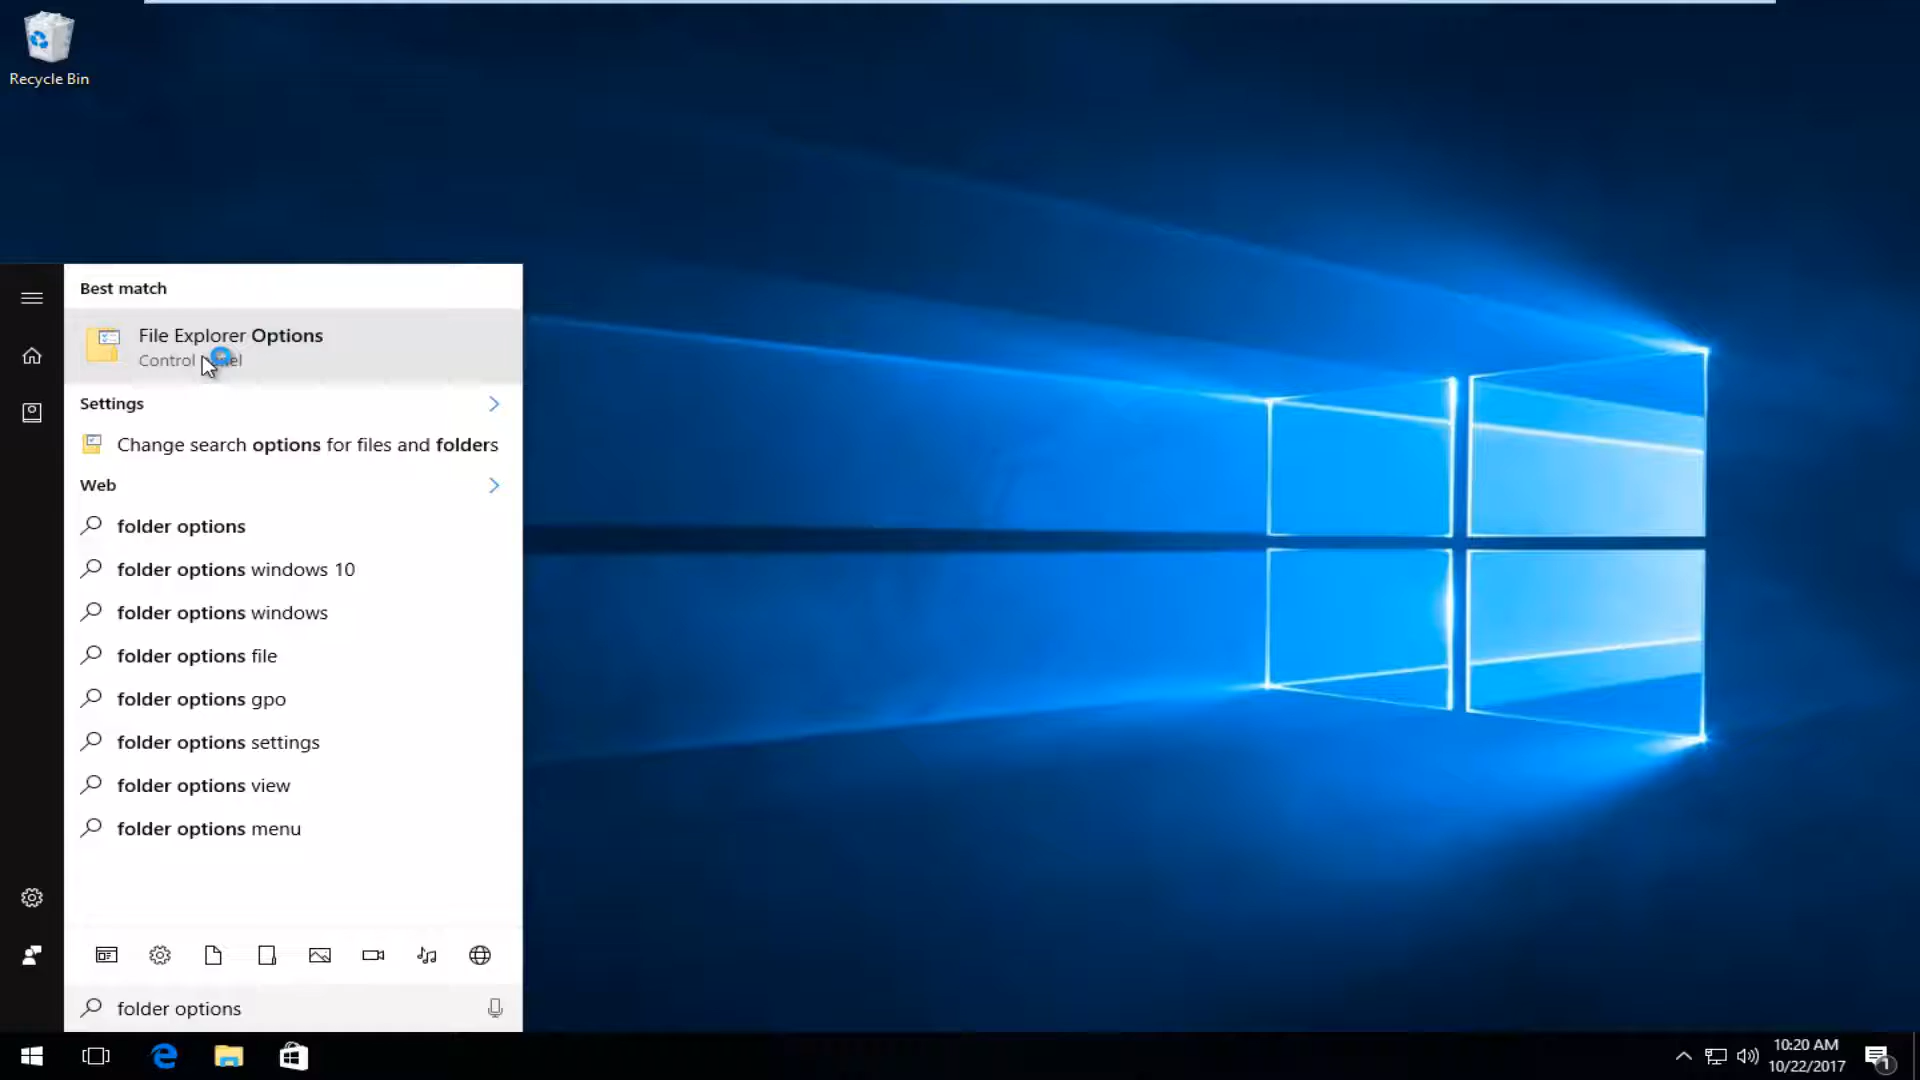 Recycle Bin
Best match
File Explorer Options
Control panel
Settings
Change search options for files and folders
Web
folder options
folder options windows 10
folder options windows
folder options file
folder options gpo
folder options settings
folder options view
folder options menu
folder options
10:20 AM
10/22/2017
1